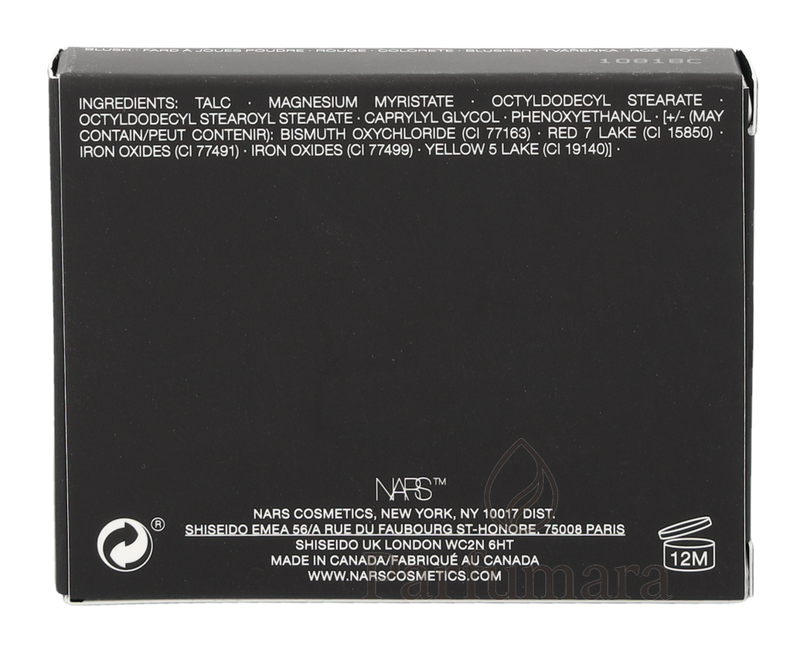 BLUSH · FARD A JOUES POUDRE · ROUGE · COLORETE · BLUSHER · TVÁŘENKA · RÓŻ ·
1081BC
INGREDIENTS: TALC · MAGNESIUM MYRISTATE · OCTYLDODECYL STEARATE ·
OCTYLDODECYL STEAROYL STEARATE · CAPRYLYL GLYCOL · PHENOXYETHANOL · [+/- (MAY
CONTAIN/PEUT CONTENIR): BISMUTH OXYCHLORIDE (CI 77163) · RED 7 LAKE (CI 15850) ·
IRON OXIDES (CI 77491) · IRON OXIDES (CI 77499) · YELLOW 5 LAKE (CI 19140)] ·
NARS™
NARS COSMETICS, NEW YORK, NY 10017 DIST.
SHISEIDO EMEA 56/A RUE DU FAUBOURG ST-HONORE, 75008 PARIS
SHISEIDO UK LONDON WC2N 6HT
MADE IN CANADA/FABRIQUÉ AU CANADA
WWW.NARSCOSMETICS.COM
®
12M
Parfumara